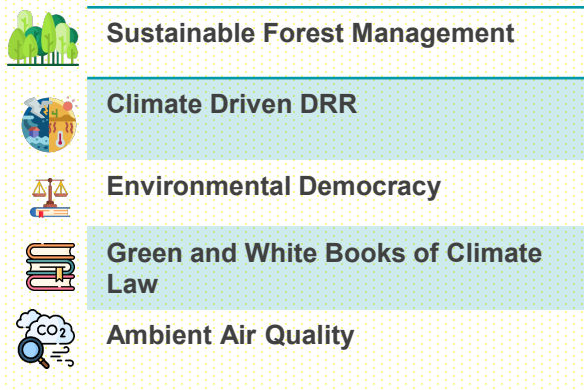 Sustainable Forest Management
Climate Driven DRR
Environmental Democracy
Green and White Books of Climate
Law
CO2
Ambient Air Quality